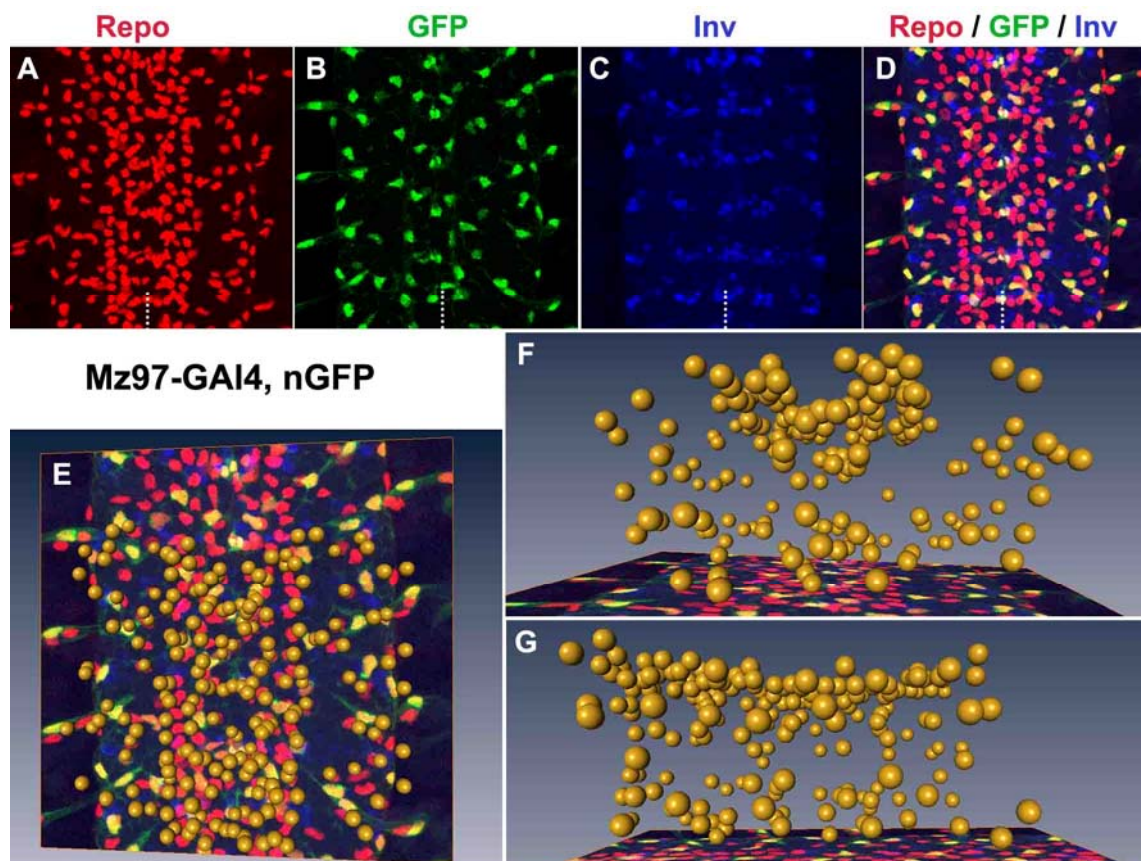 Repo GFP Inv Repo / GFP / Inv
A B C D
Mz97-GAl4, nGFP
F
E
G